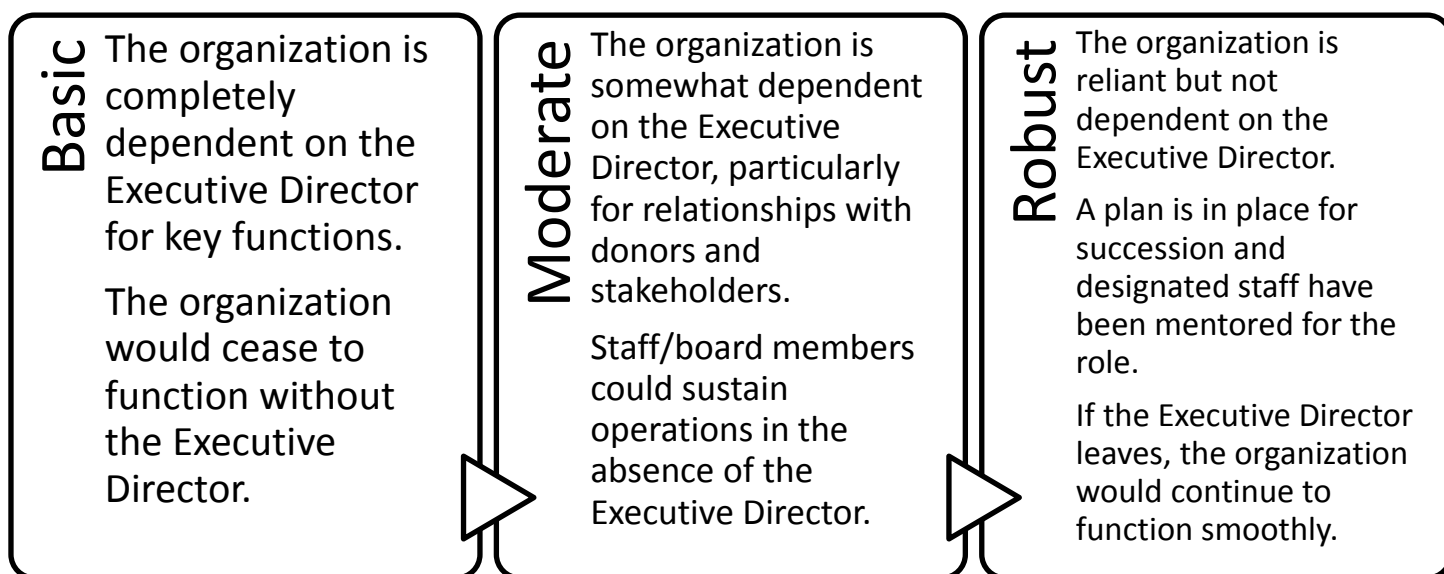 Basic
The organization is
completely
dependent on the
Executive Director
for key functions.
The organization
would cease to
function without
the Executive
Director.
Moderate
The organization is
somewhat dependent
on the Executive
Director, particularly
for relationships with
donors and
stakeholders.
Staff/board members
could sustain
operations in the
absence of the
Executive Director.
Robust
The organization is
reliant but not
dependent on the
Executive Director.
A plan is in place for
succession and
designated staff have
been mentored for the
role.
If the Executive Director
leaves, the organization
would continue to
function smoothly.